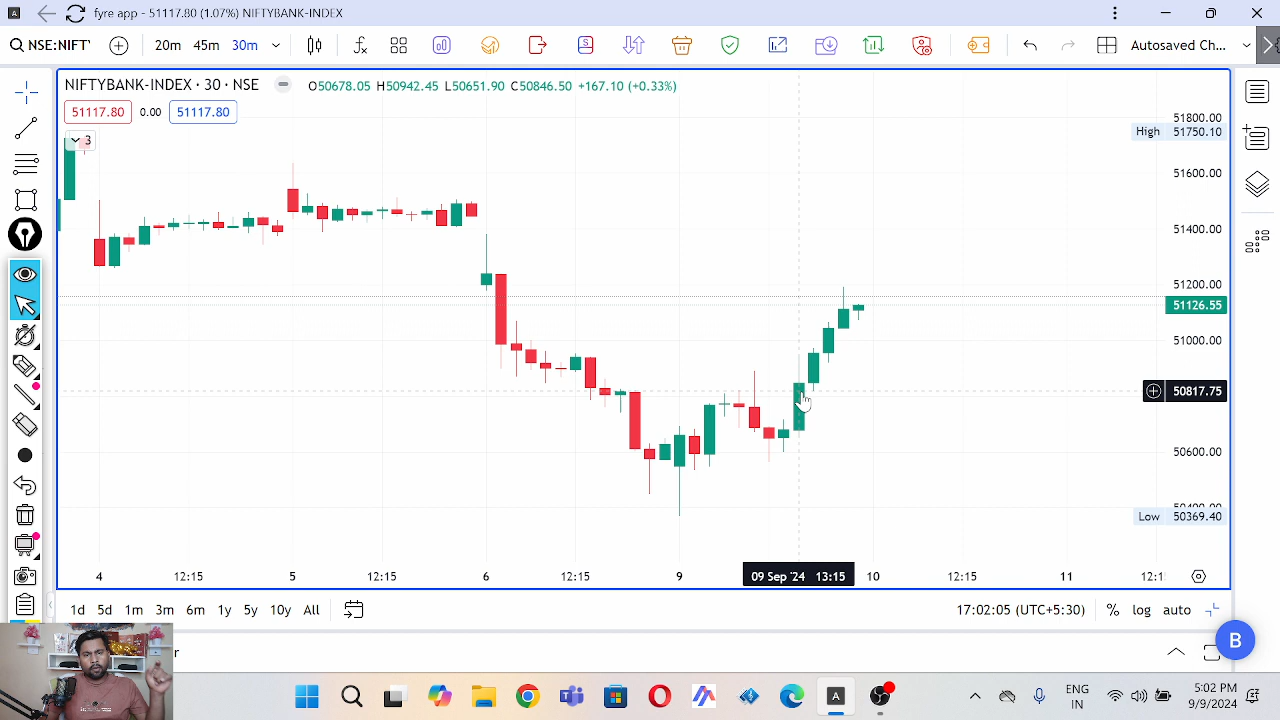 fyre app - 51117.80 (1.07%) NIFTYBANK-INDEX
NSE:NIFT
20m 45m 30m
Autosaved Ch...
NIFTYBANK-INDEX · 30 · NSE
O50678.05 H50942.45 L50651.90 C50846.50 +167.10 (+0.33%)
51117.80 0.00 51117.80
3
51800.00
High 51750.10
51600.00
51400.00
51200.00
51126.55
51000.00
50817.75
50600.00
Low 50369.40
4 12:15 5 12:15 6 12:15 9 09 Sep '24 13:15 10 12:15 11
1d 5d 1m 3m 6m 1y 5y 10y All
17:02:05 (UTC+5:30) % log auto
B
ENG
IN
5:02 PM
9/9/2024